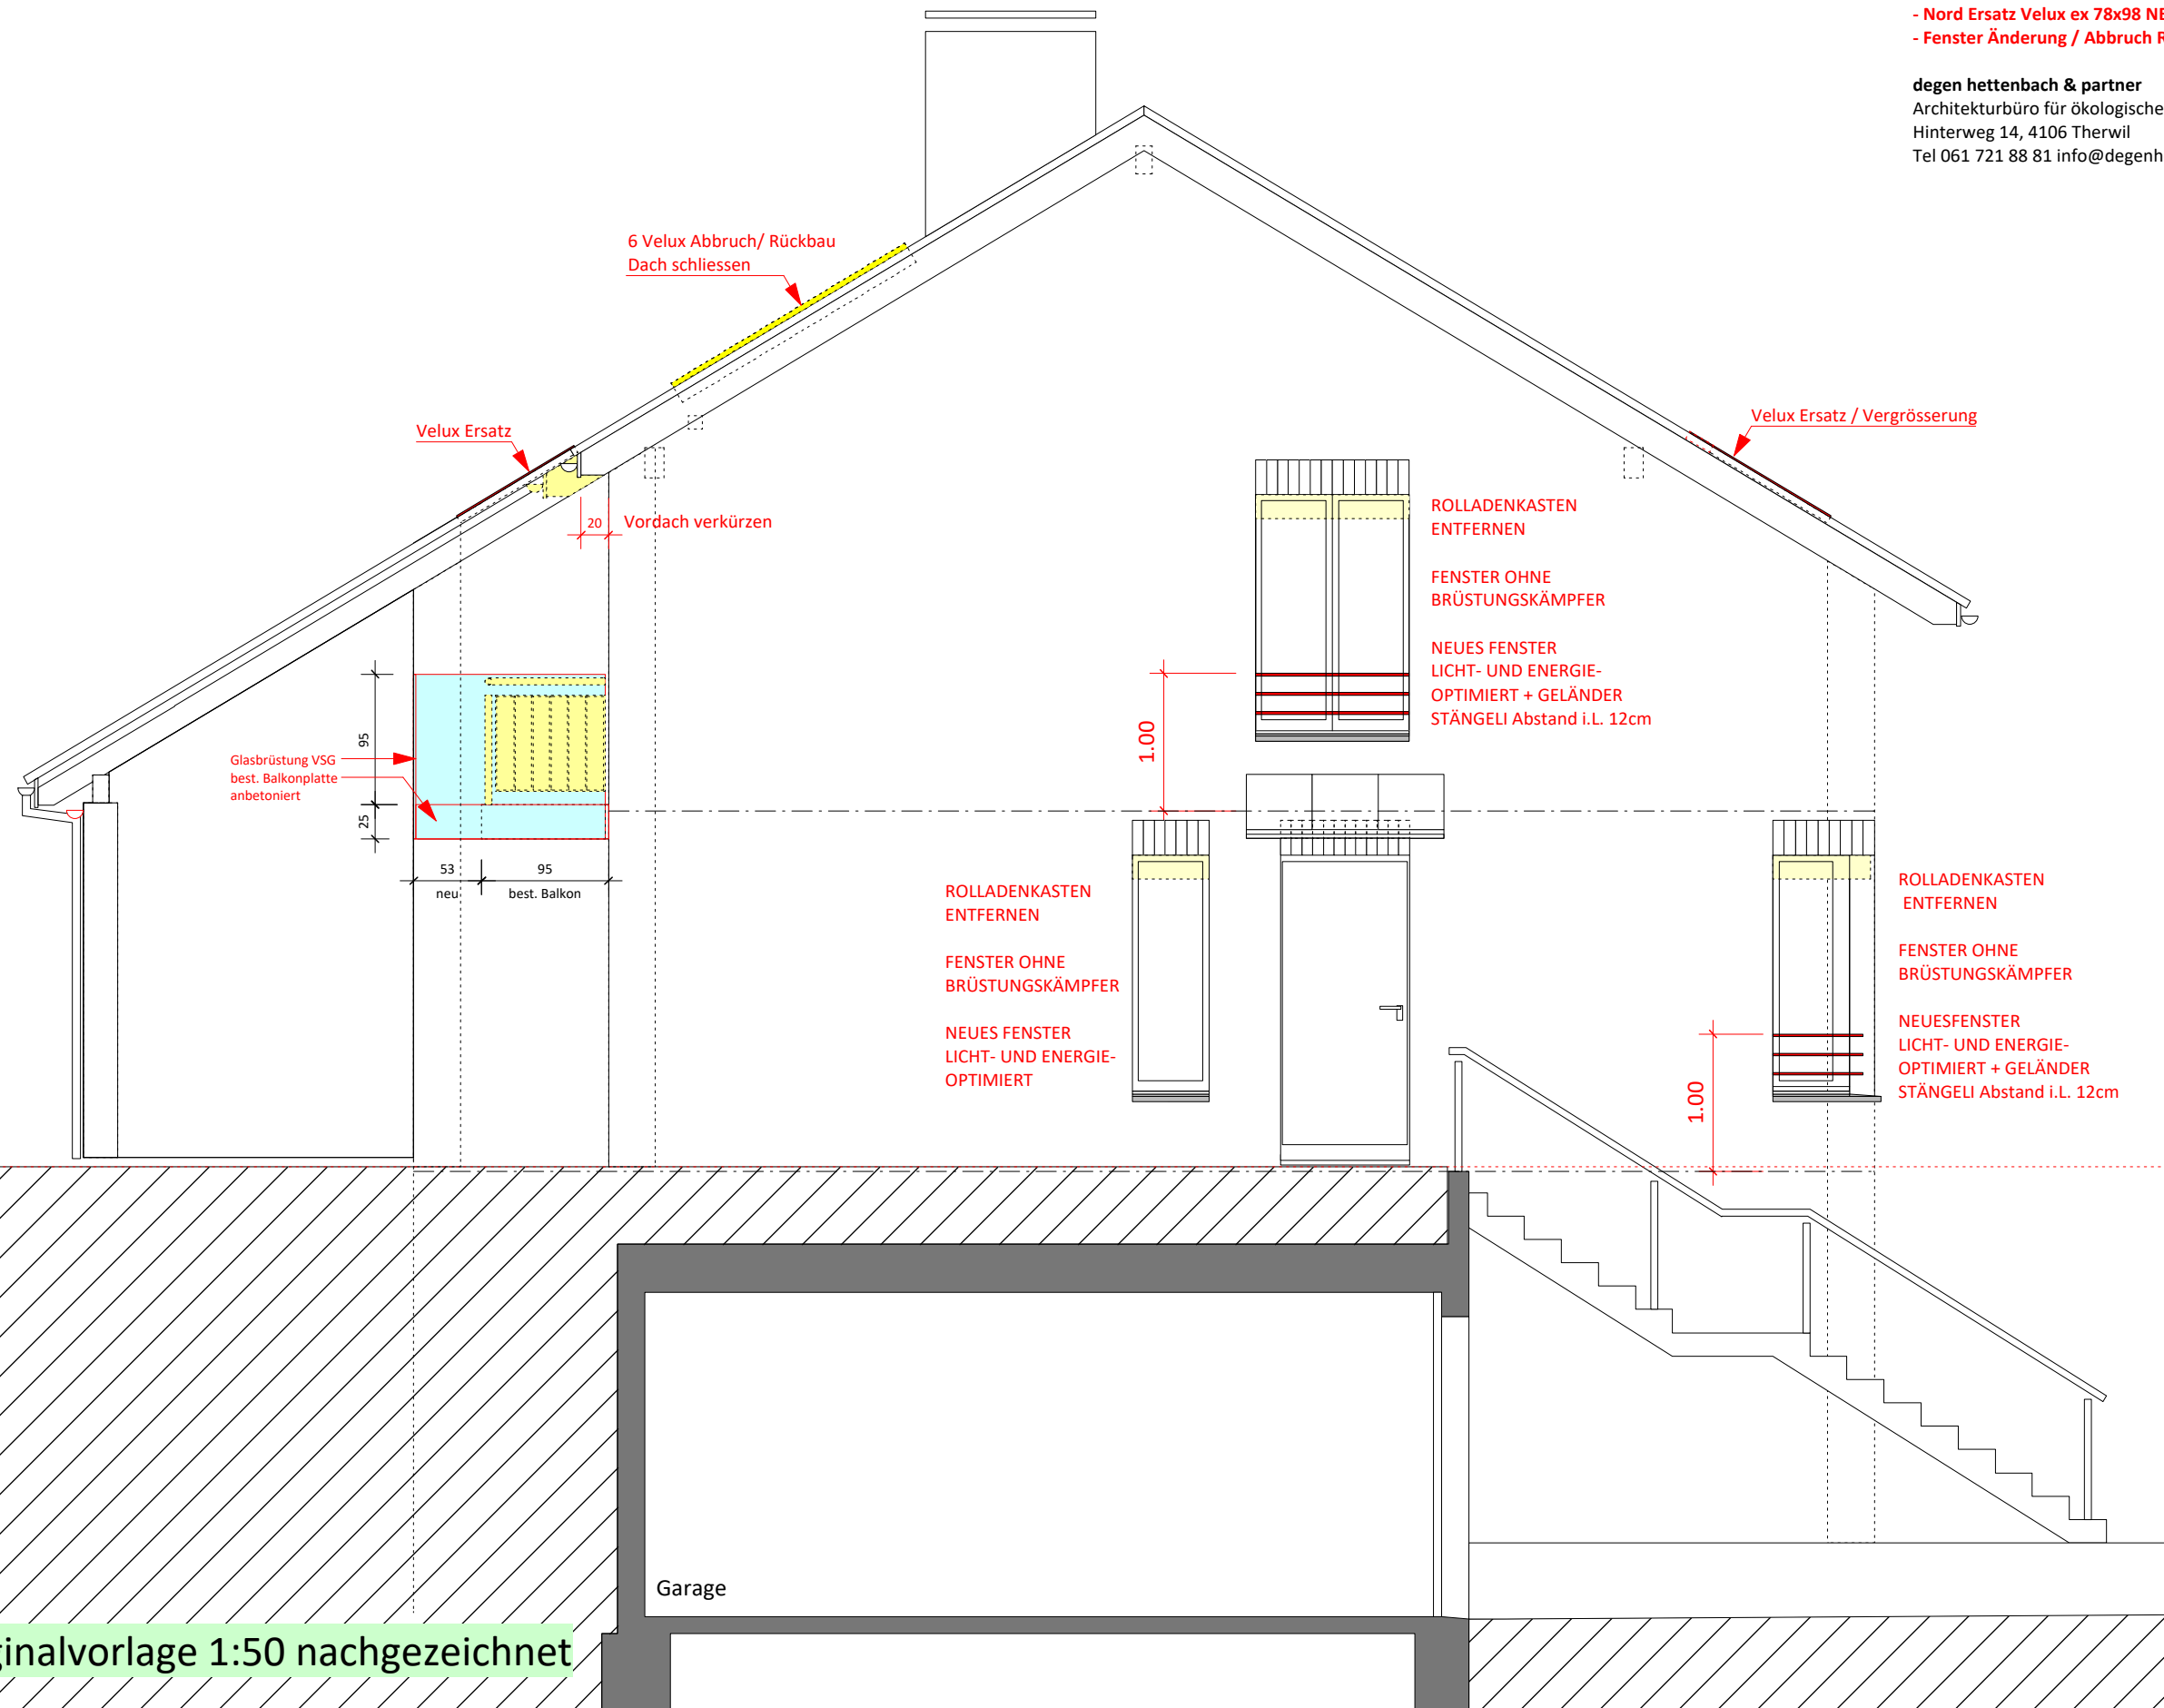 - Nord Ersatz Velux ex 78x98
- Fenster Änderung / Abbruch
degen hettenbach & partner
Architekturbüro für ökologische
Hinterweg 14, 4106 Therwil
Tel 061 721 88 81 info@degenh
6 Velux Abbruch/ Rückbau
Dach schliessen
Velux Ersatz
Velux Ersatz / Vergrösserung
20
Vordach verkürzen
ROLLADENKASTEN
ENTFERNEN
FENSTER OHNE
BRÜSTUNGSKÄMPFER
NEUES FENSTER
LICHT- UND ENERGIE-
OPTIMIERT + GELÄNDER
STÄNGELI Abstand i.L. 12cm
1.00
95
25
Glasbrüstung VSG
best. Balkonplatte
anbetoniert
53
neu
95
best. Balkon
ROLLADENKASTEN
ENTFERNEN
FENSTER OHNE
BRÜSTUNGSKÄMPFER
NEUES FENSTER
LICHT- UND ENERGIE-
OPTIMIERT
ROLLADENKASTEN
ENTFERNEN
FENSTER OHNE
BRÜSTUNGSKÄMPFER
NEUESFENSTER
LICHT- UND ENERGIE-
OPTIMIERT + GELÄNDER
STÄNGELI Abstand i.L. 12cm
1.00
Garage
ginalvorlage 1:50 nachgezeichnet